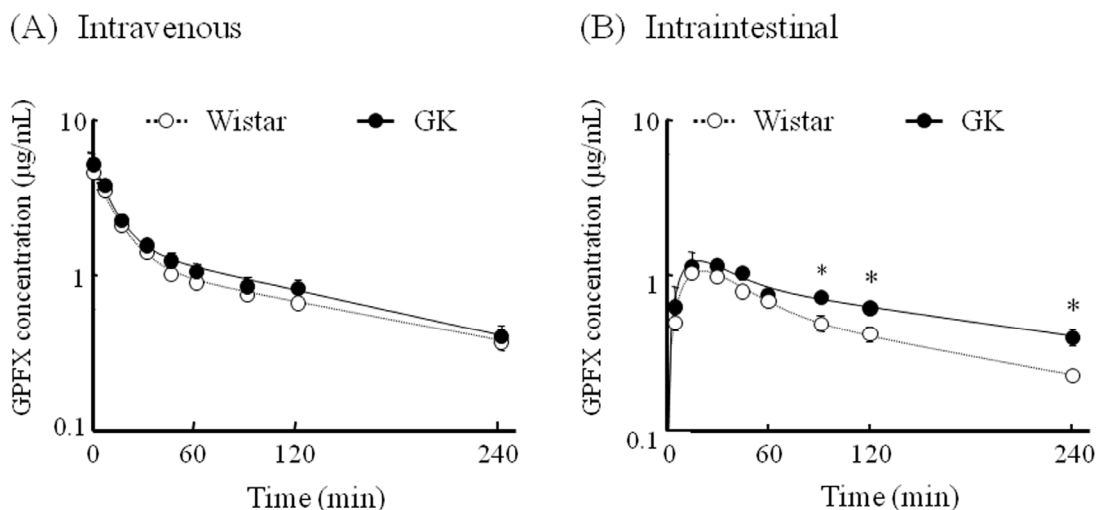 (A) Intravenous
(B) Intraintestinal
GPFX concentration (µg/mL)
10
1
0.1
Wistar
GK
0
60
120
240
Time (min)
GPFX concentration (µg/mL)
10
1
0.1
Wistar
GK
*
*
*
0
60
120
240
Time (min)